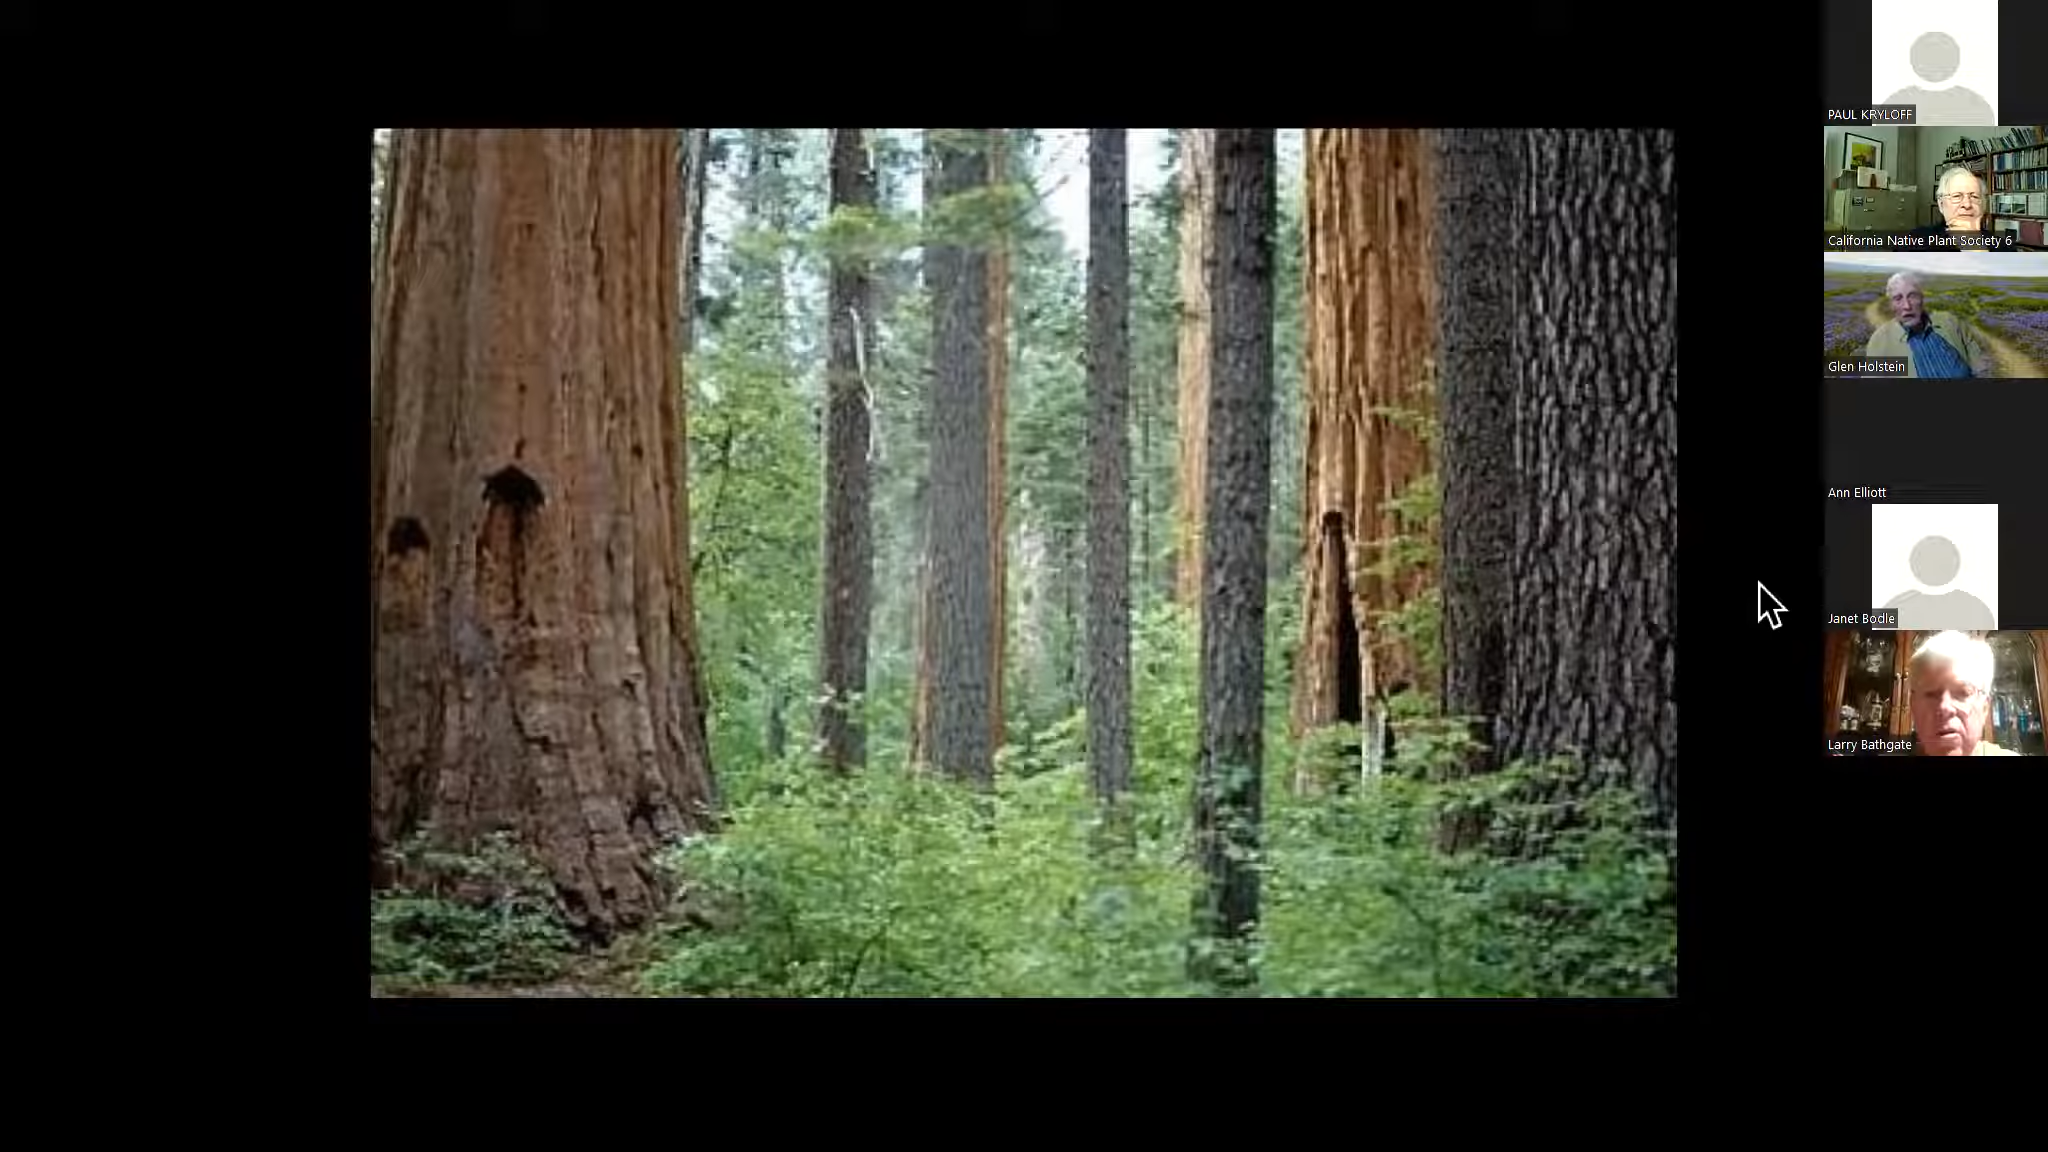 PAUL KRYLOFF
California Native Plant Society 6
Glen Holstein
Ann Elliott
Janet Bodle
Larry Bathgate